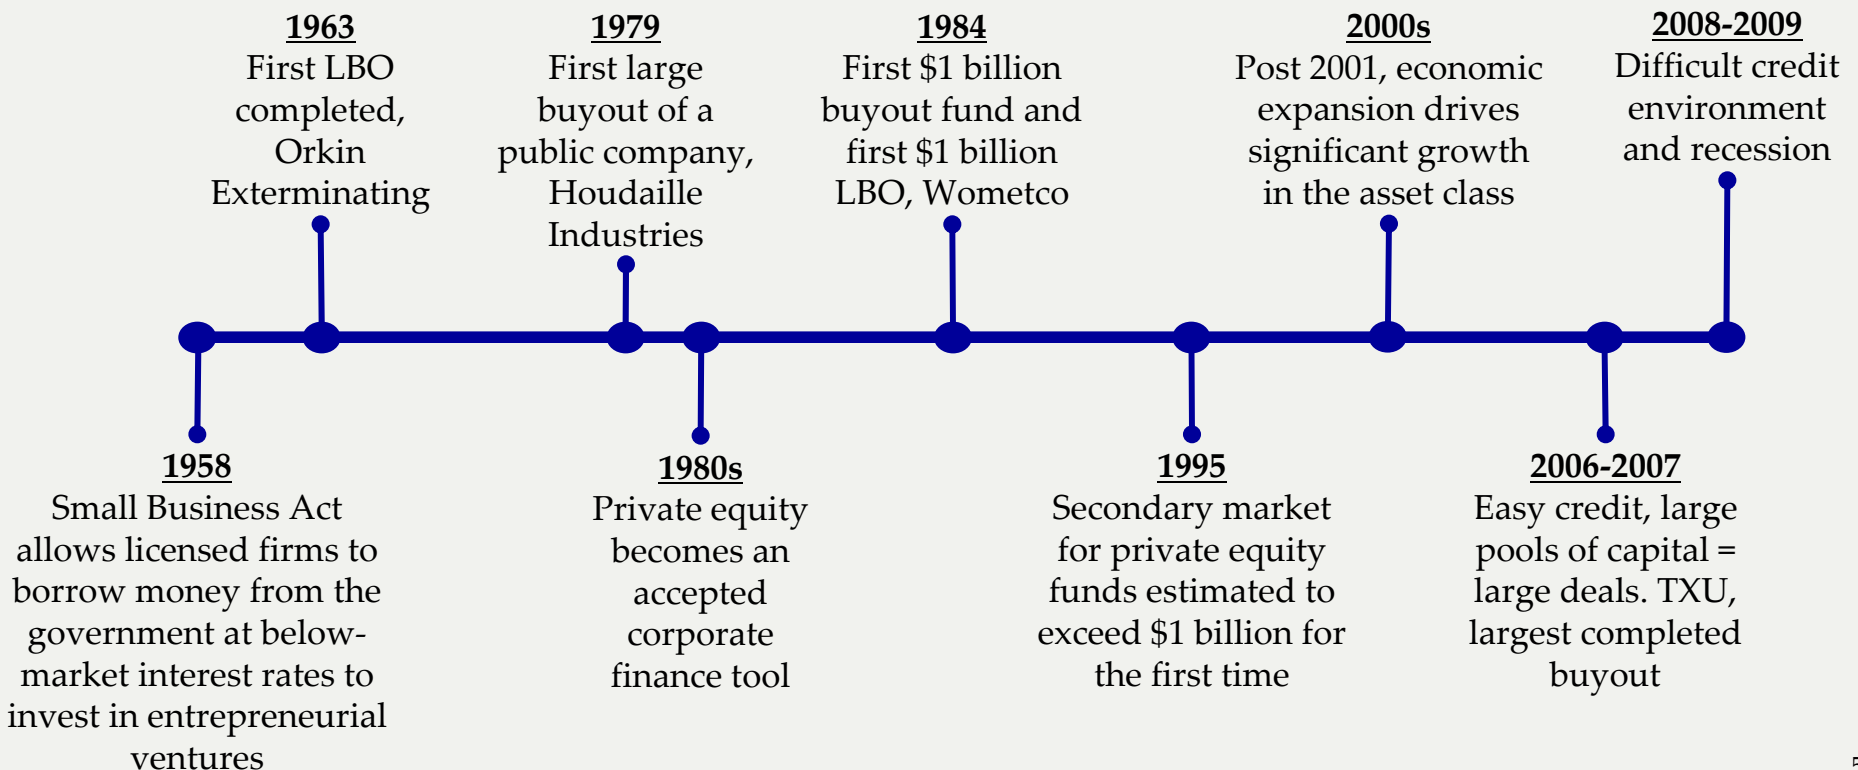 1963
First LBO
completed,
Orkin
Exterminating
1979
First large
buyout of a
public company,
Houdaille
Industries
1984
First $1 billion
buyout fund and
first $1 billion
LBO, Wometco
2000s
Post 2001, economic
expansion drives
significant growth
in the asset class
2008-2009
Difficult credit
environment
and recession
1958
Small Business Act
allows licensed firms to
borrow money from the
government at below-
market interest rates to
invest in entrepreneurial
ventures
1980s
Private equity
becomes an
accepted
corporate
finance tool
1995
Secondary market
for private equity
funds estimated to
exceed $1 billion for
the first time
2006-2007
Easy credit, large
pools of capital =
large deals. TXU,
largest completed
buyout